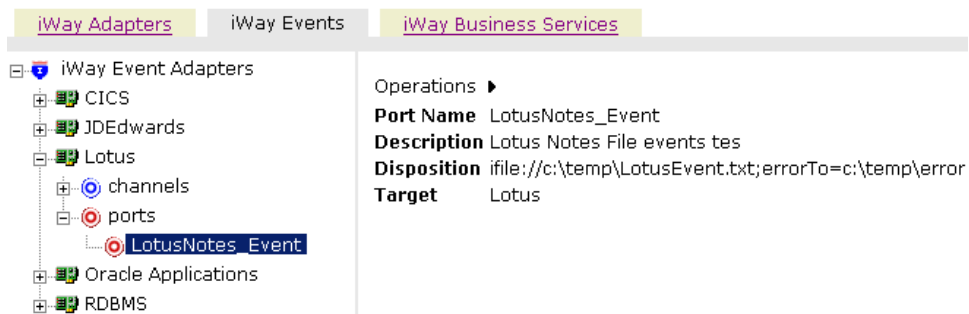 iWay Adapters iWay Events iWay Business Services
iWay Event Adapters
CICS
JDEdwards
Lotus
channels
ports
LotusNotes_Event
Oracle Applications
RDBMS
Operations
Port Name LotusNotes_Event
Description Lotus Notes File events tes
Disposition ifile://c:\temp\LotusEvent.txt;errorTo=c:\temp\error
Target Lotus